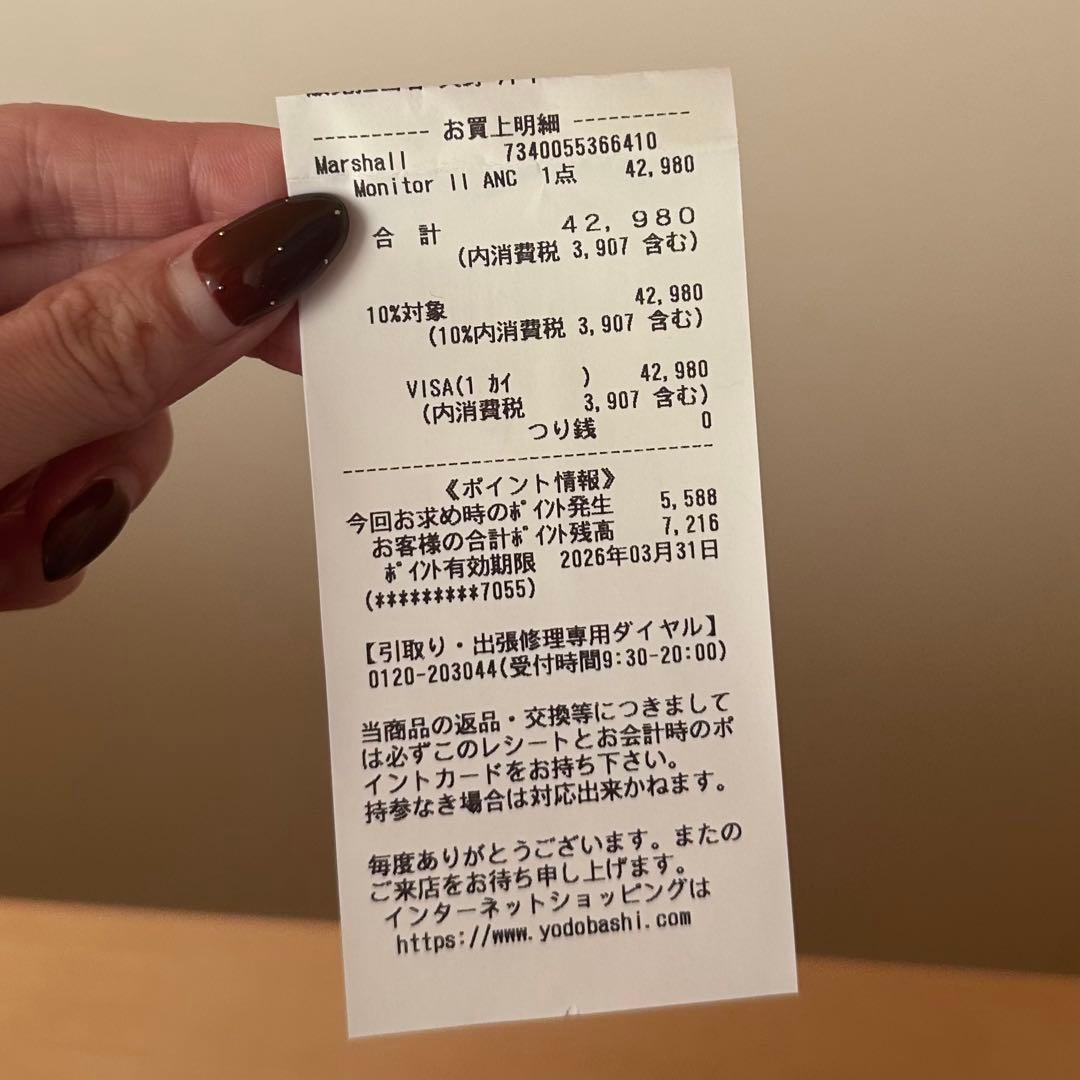 ---------- お買上明細 ----------
Marshall 7340055366410
Monitor II ANC 1点 42,980
合 計 42,980
(内消費税 3,907 含む)
10%対象 42,980
(10%内消費税 3,907 含む)
VISA(1 ｶｲ ) 42,980
(内消費税 3,907 含む)
つり銭 0
--------------------------------
《ポイント情報》
今回お求め時のﾎﾟｲﾝﾄ発生 5,588
お客様の合計ﾎﾟｲﾝﾄ残高 7,216
ﾎﾟｲﾝﾄ有効期限 2026年03月31日
(*********7055)
【引取り・出張修理専用ダイヤル】
0120-203044(受付時間9:30-20:00)
当商品の返品・交換等につきまして
は必ずこのレシートとお会計時のポ
イントカードをお持ち下さい。
持参なき場合は対応出来かねます。
毎度ありがとうございます。またの
ご来店をお待ち申し上げます。
インターネットショッピングは
https://www.yodobashi.com